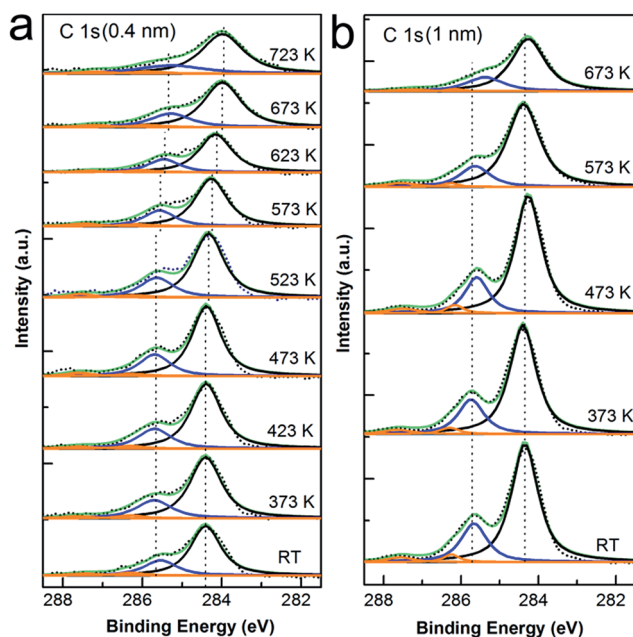 a
C 1s(0.4 nm)
723 K
673 K
623 K
573 K
523 K
473 K
423 K
373 K
RT
288 286 284 282
Binding Energy (eV)
Intensity (a.u.)
b
C 1s(1 nm)
673 K
573 K
473 K
373 K
RT
288 286 284 282
Binding Energy (eV)
Intensity (a.u.)